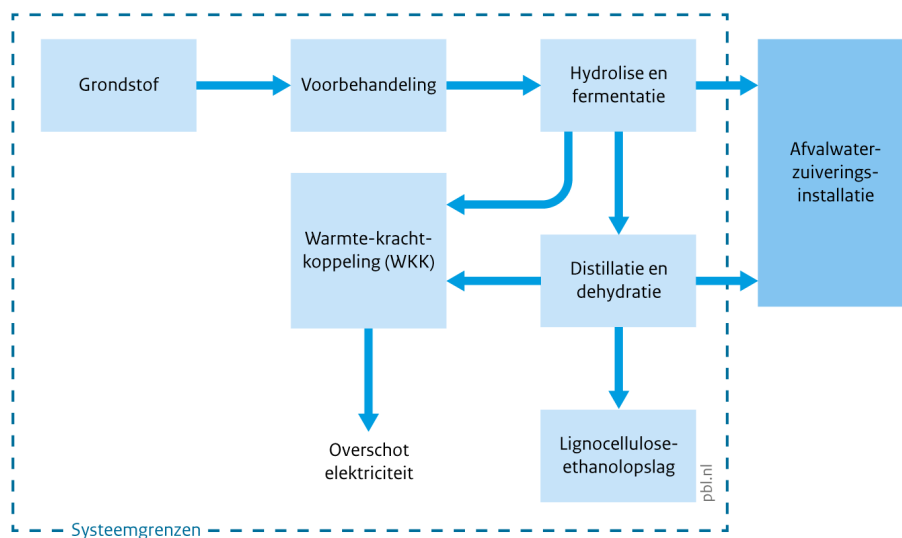 Grondstof
Voorbehandeling
Hydrolise en
fermentatie
Afvalwater-
zuiverings-
installatie
Warmte-kracht-
koppeling (WKK)
Distillatie en
dehydratie
Overschot
elektriciteit
Lignocellulose-
ethanolopslag
pbl.nl
Systeemgrenzen